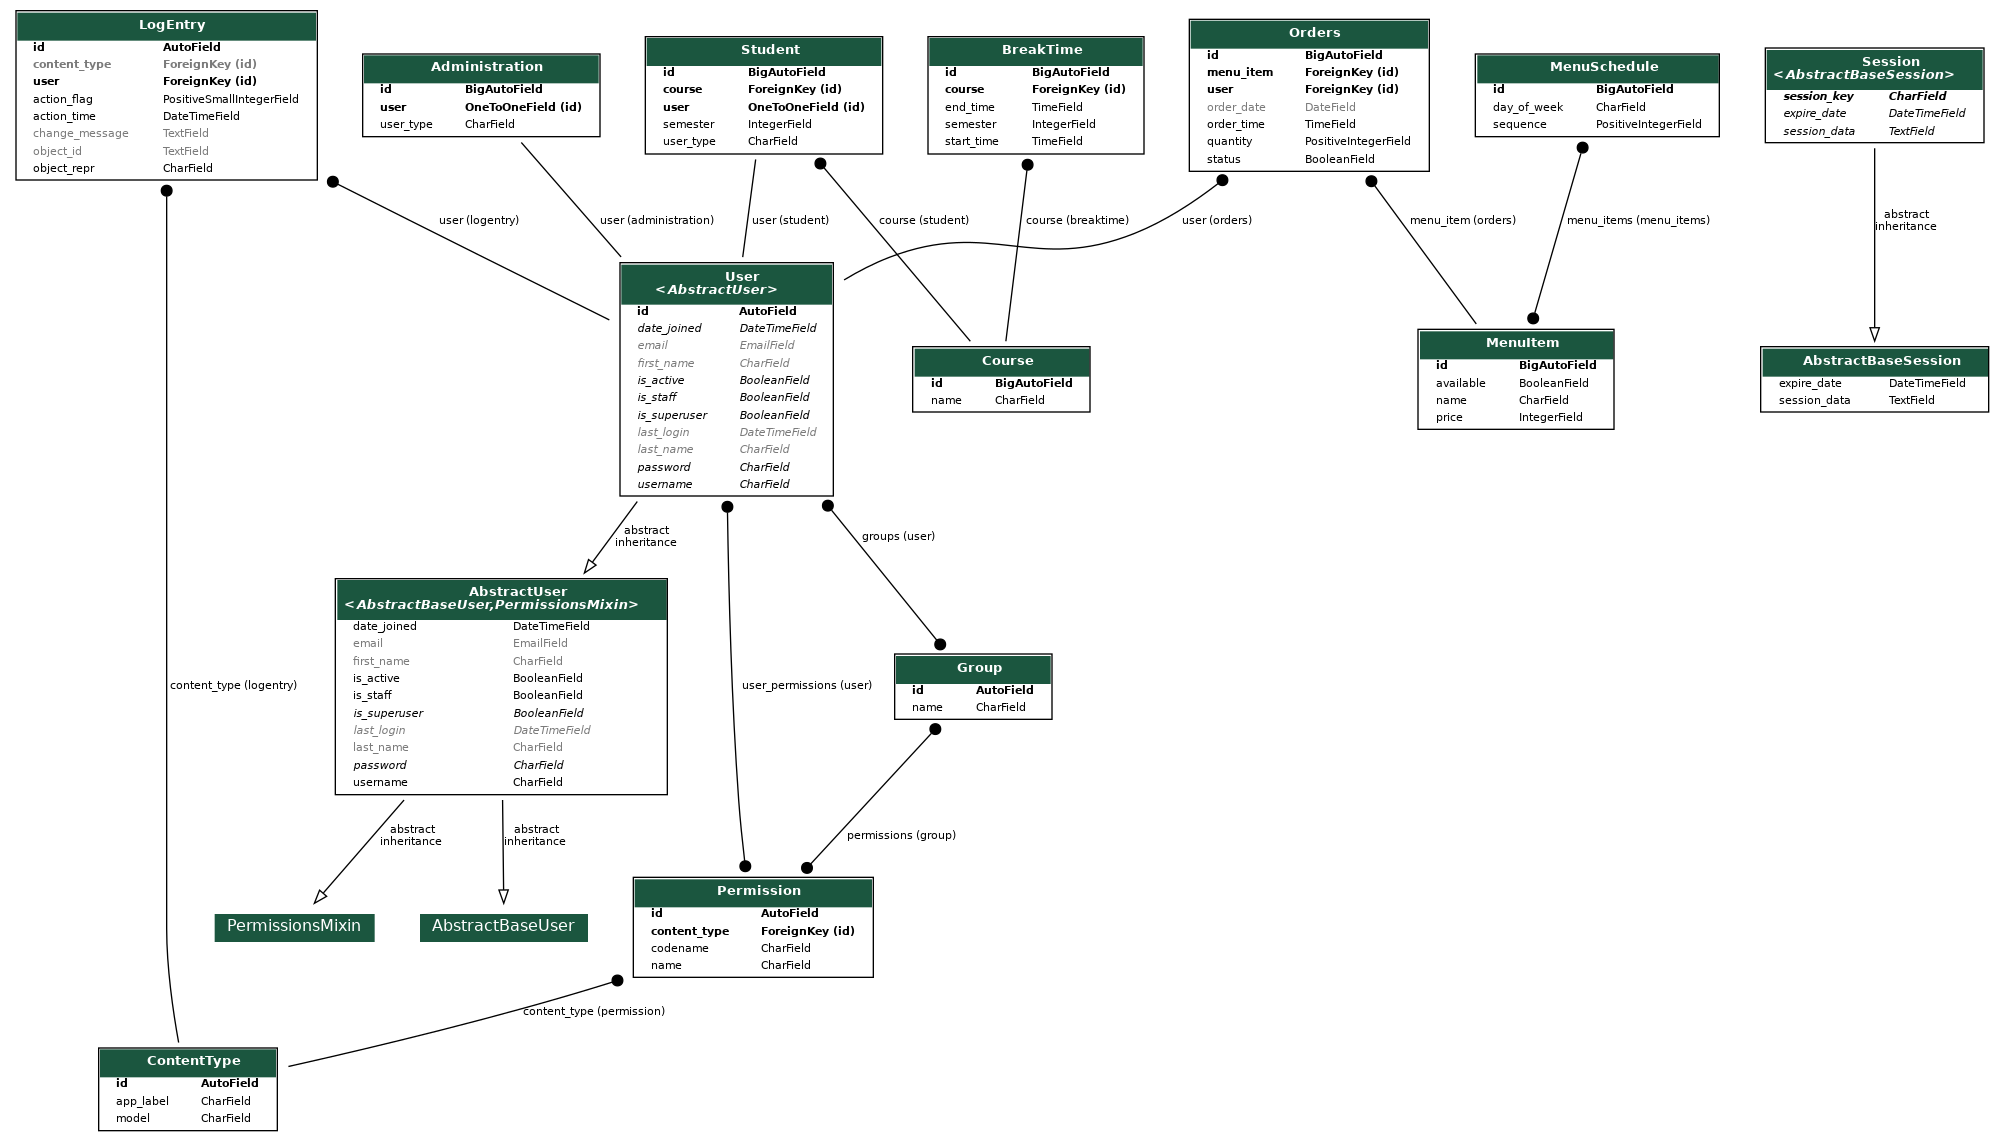 LogEntry
id AutoField
content_type ForeignKey (id)
user ForeignKey (id)
action_flag PositiveSmallIntegerField
action_time DateTimeField
change_message TextField
object_id TextField
object_repr CharField
Administration
id BigAutoField
user OneToOneField (id)
user_type CharField
Student
id BigAutoField
course ForeignKey (id)
user OneToOneField (id)
semester IntegerField
user_type CharField
BreakTime
id BigAutoField
course ForeignKey (id)
end_time TimeField
semester IntegerField
start_time TimeField
Orders
id BigAutoField
menu_item ForeignKey (id)
user ForeignKey (id)
order_date DateField
order_time TimeField
quantity PositiveIntegerField
status BooleanField
MenuSchedule
id BigAutoField
day_of_week CharField
sequence PositiveIntegerField
Session
<AbstractBaseSession>
session_key CharField
expire_date DateTimeField
session_data TextField
user (logentry)
user (administration)
user (student)
course (student)
course (breaktime)
user (orders)
menu_item (orders)
menu_items (menu_items)
abstract
inheritance
User
<AbstractUser>
id AutoField
date_joined DateTimeField
email EmailField
first_name CharField
is_active BooleanField
is_staff BooleanField
is_superuser BooleanField
last_login DateTimeField
last_name CharField
password CharField
username CharField
Course
id BigAutoField
name CharField
MenuItem
id BigAutoField
available BooleanField
name CharField
price IntegerField
AbstractBaseSession
expire_date DateTimeField
session_data TextField
abstract
inheritance
groups (user)
AbstractUser
<AbstractBaseUser,PermissionsMixin>
date_joined DateTimeField
email EmailField
first_name CharField
is_active BooleanField
is_staff BooleanField
is_superuser BooleanField
last_login DateTimeField
last_name CharField
password CharField
username CharField
content_type (logentry)
user_permissions (user)
Group
id AutoField
name CharField
abstract
inheritance
abstract
inheritance
permissions (group)
PermissionsMixin
AbstractBaseUser
Permission
id AutoField
content_type ForeignKey (id)
codename CharField
name CharField
content_type (permission)
ContentType
id AutoField
app_label CharField
model CharField